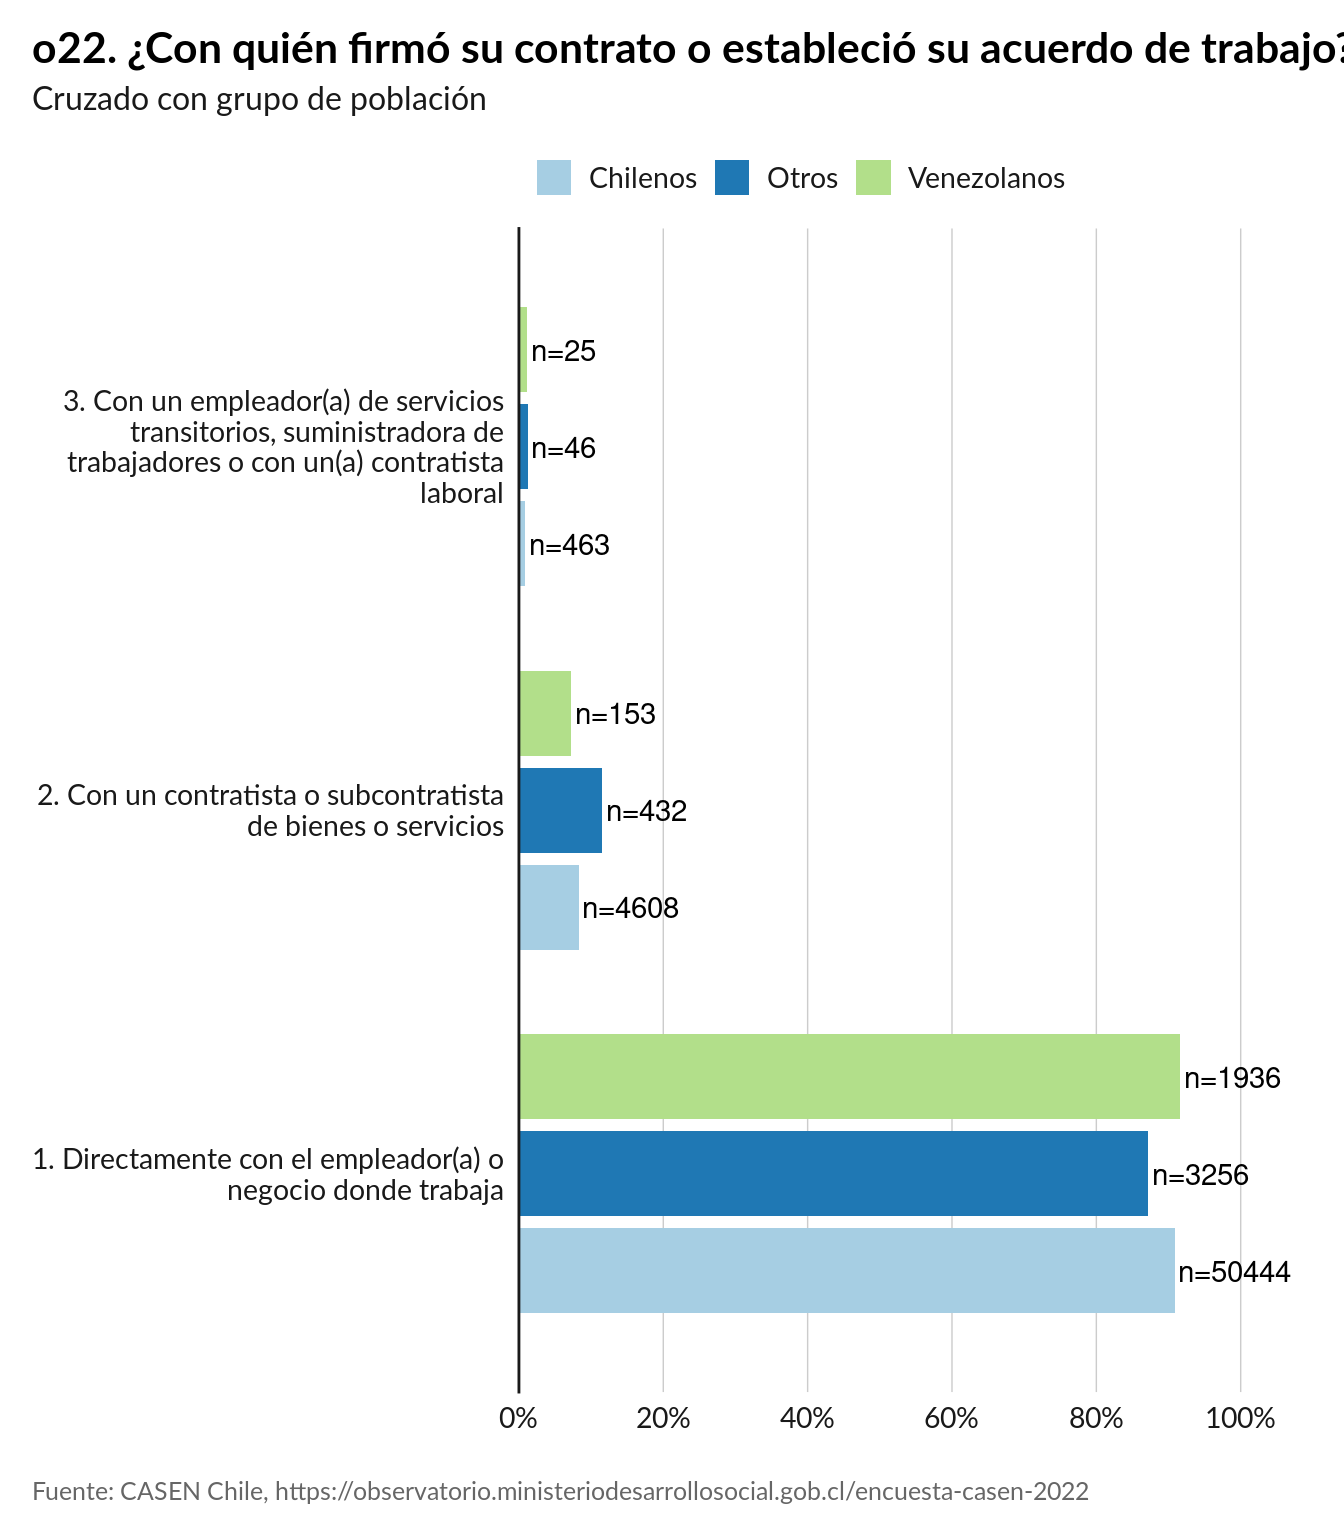 o22. ¿Con quién firmó su contrato o estableció su acuerdo de trabajo?
Cruzado con grupo de población
Chilenos Otros Venezolanos
n=25
3. Con un empleador(a) de servicios
transitorios, suministradora de
trabajadores o con un(a) contratista
laboral
n=46
n=463
n=153
2. Con un contratista o subcontratista
de bienes o servicios
n=432
n=4608
n=1936
1. Directamente con el empleador(a) o
negocio donde trabaja
n=3256
n=50444
0% 20% 40% 60% 80% 100%
Fuente: CASEN Chile, https://observatorio.ministeriodesarrollosocial.gob.cl/encuesta-casen-2022